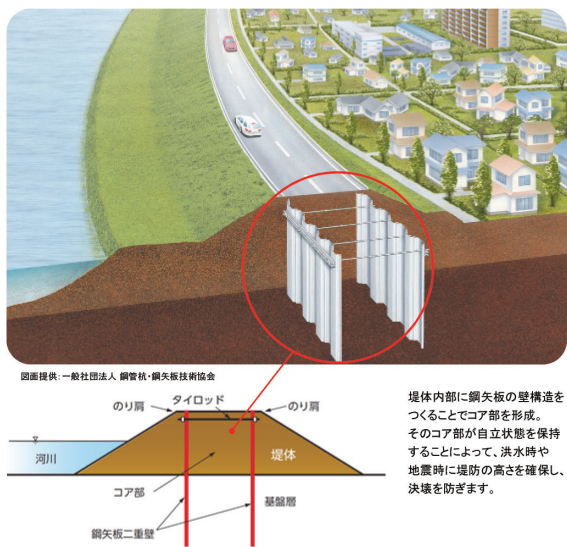 図面提供：一般社団法人 鋼管杭・鋼矢板技術協会
タイロッド
のり肩
のり肩
河川
堤体
コア部
基盤層
鋼矢板二重壁
堤体内部に鋼矢板の壁構造を
つくることでコア部を形成。
そのコア部が自立状態を保持
することによって、洪水時や
地震時に堤防の高さを確保し、
決壊を防ぎます。